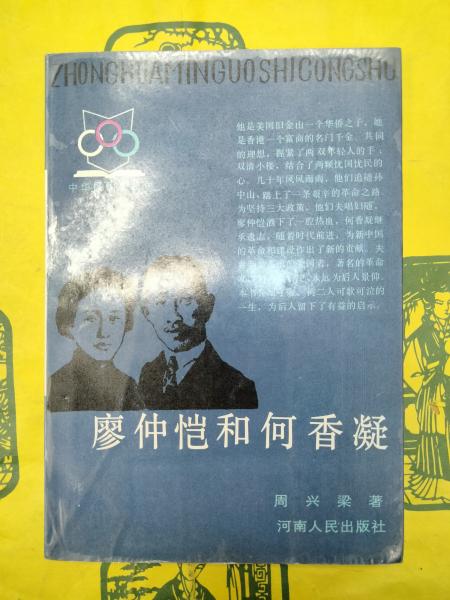 ZHONGHUAMINGUOSHICONGSHU
中华
他是美国旧金山一个华侨之子，她
是香港一个富商的名门千金。共同
的理想，握紧了两双年轻人的手，
双清小楼，结合了两颗忧国忧民的
心。几十年风风雨雨，他们追随孙
中山，踏上了一条艰辛的革命之路
为坚持三大政策，他们夫唱妇随。
廖仲恺洒下了一腔热血，何香凝继
承遗志，随着时代前进，为新中国
的革命和建设作出了新的贡献。夫
著名的革命
永远为后人景仰。
二人可歌可泣的
一生，为后人留下了有益的启示。
廖仲恺和何香凝
周兴梁著
河南人民出版社